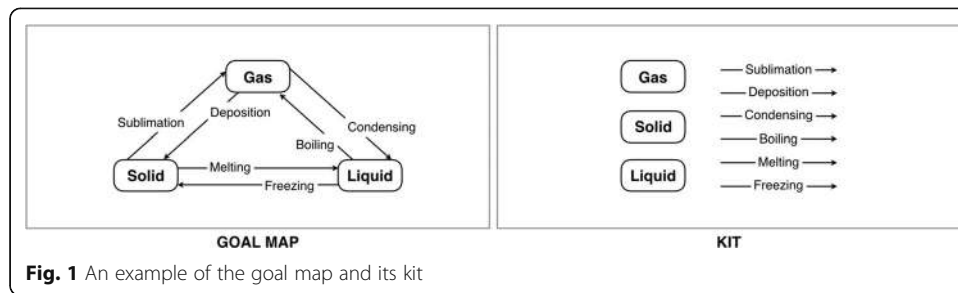 Gas
Sublimation
Deposition
Condensing
Boiling
Solid
Melting
Liquid
Freezing
GOAL MAP
Gas
Solid
Liquid
Sublimation
Deposition
Condensing
Boiling
Melting
Freezing
KIT
Fig. 1 An example of the goal map and its kit